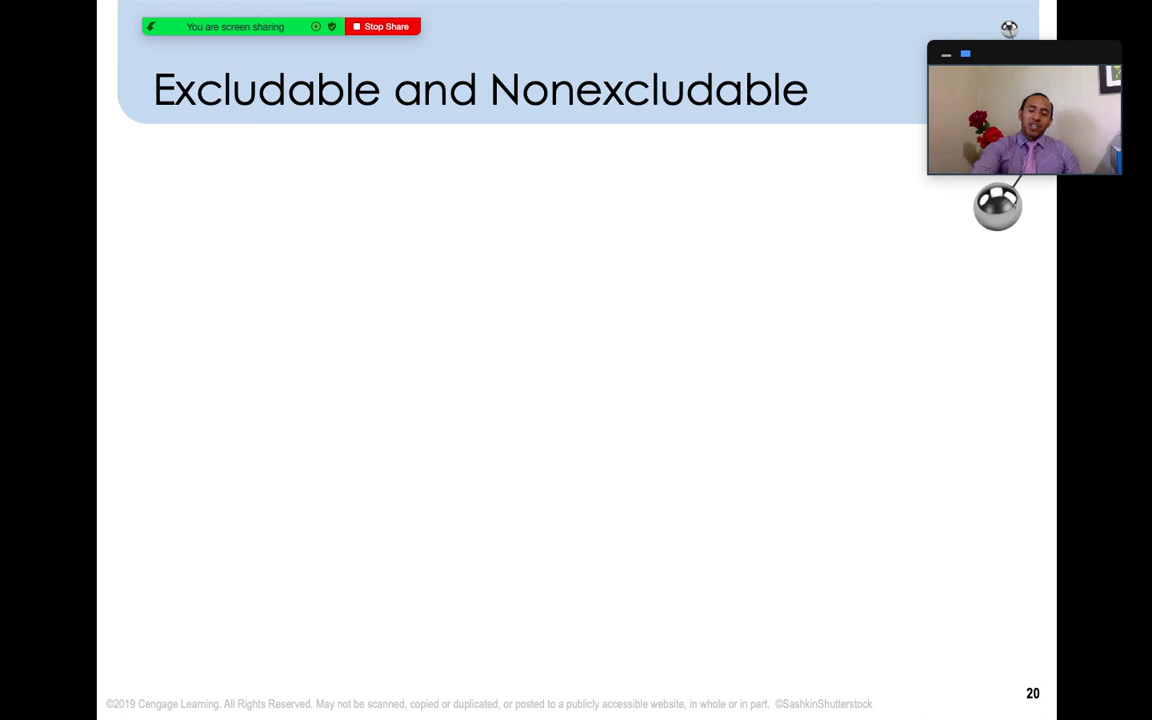 You are screen sharing
Stop Share
Excludable and Nonexcludable
20
©2019 Cengage Learning. All Rights Reserved. May not be scanned, copied or duplicated, or posted to a publicly accessible website, in whole or in part. ©SashkinShutterstock